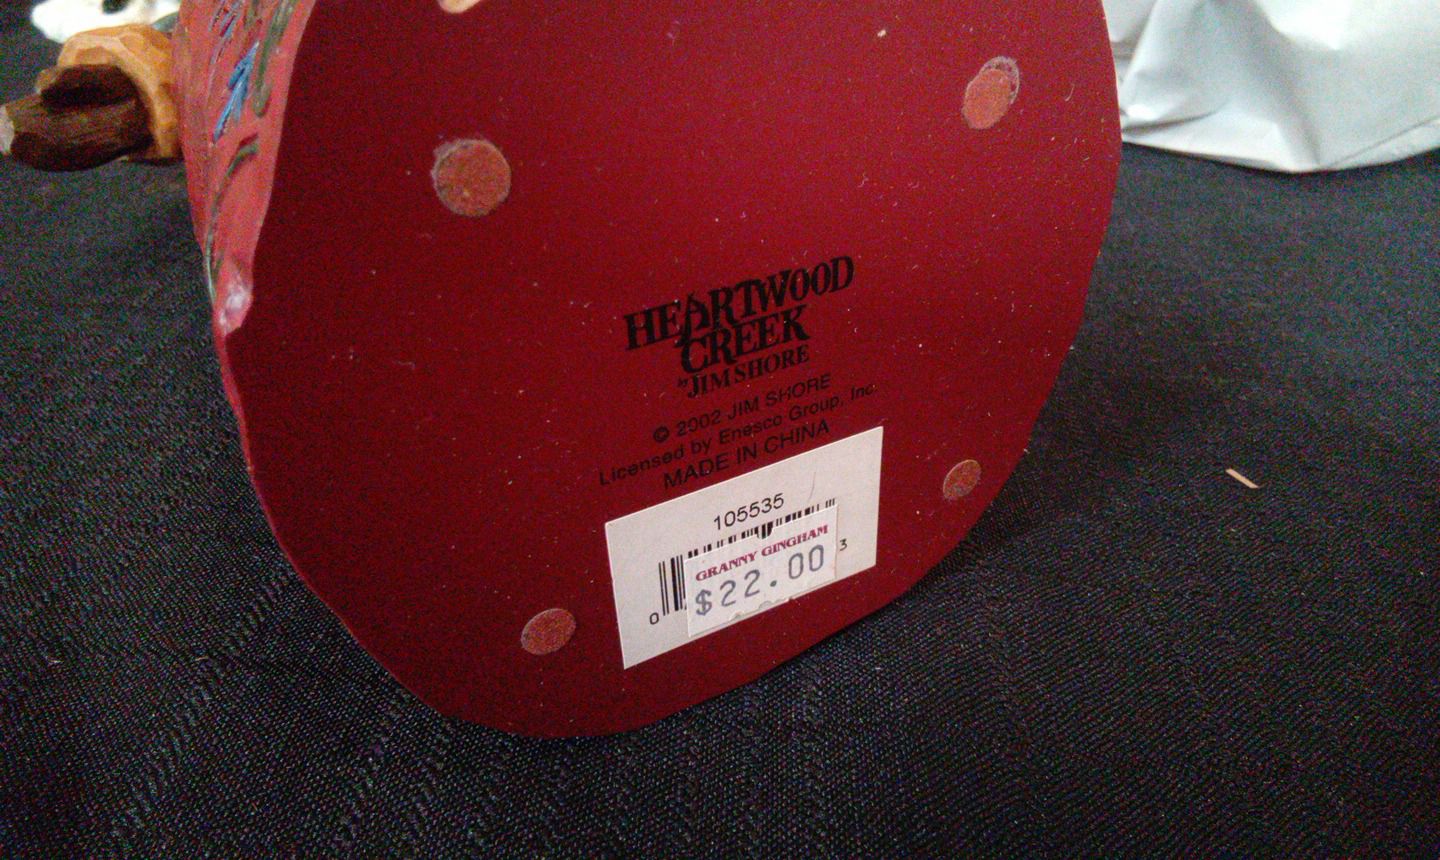 HEARTWOOD
CREEK
by JIM SHORE
© 2002 JIM SHORE
Licensed by Enesco Group, Inc.
MADE IN CHINA
105535
GRANNY GINGHAM
$22.00
0 3